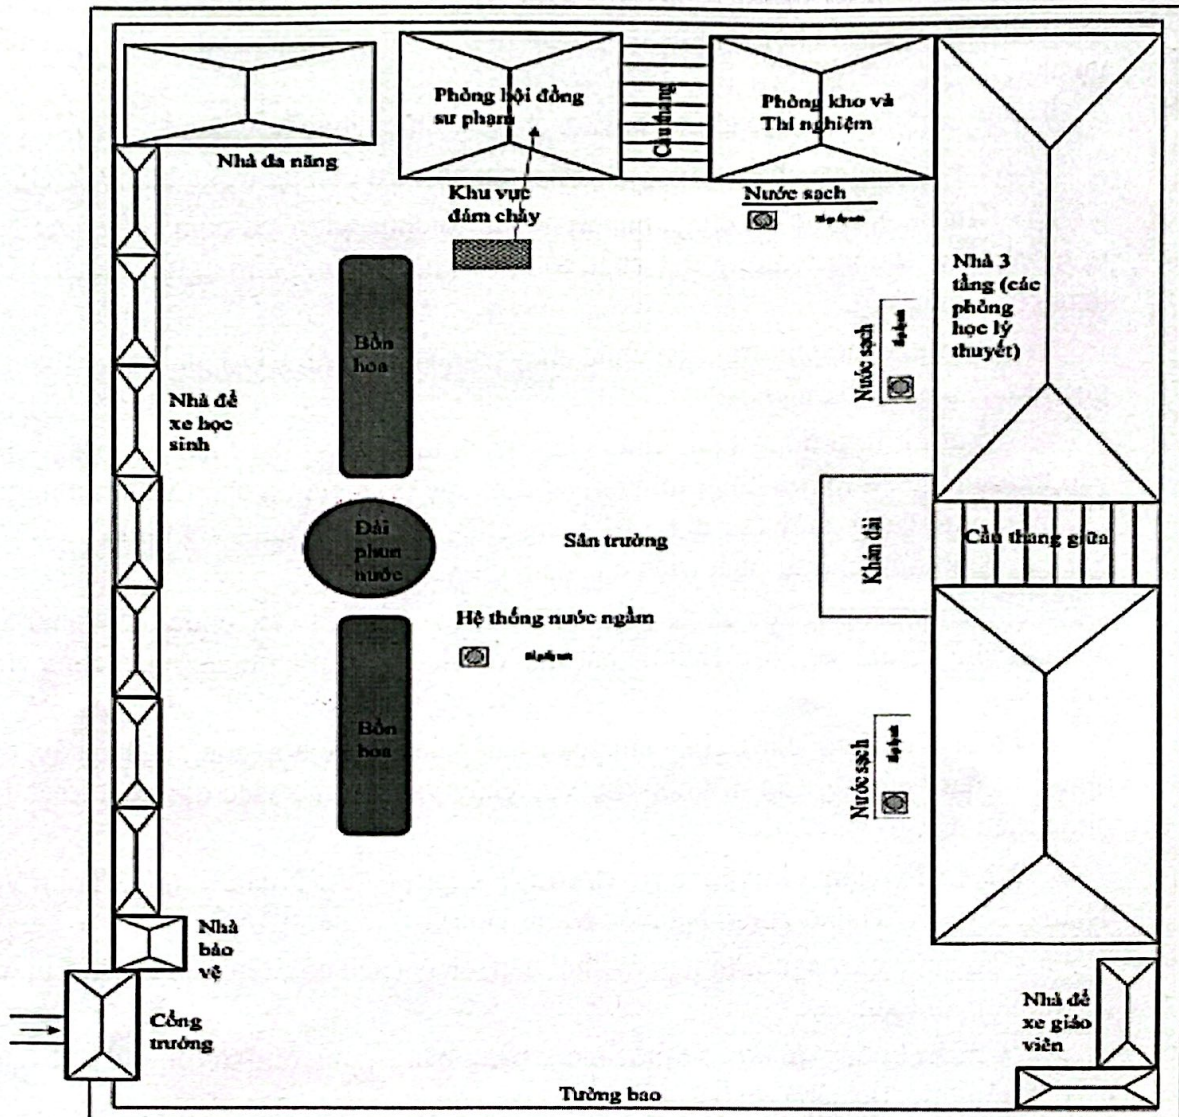 Phòng hội đồng
sư phạm
Cầu thang
Phòng kho và
Thí nghiệm
Nhà đa năng
Khu vực
đám cháy
Nước sạch
Nhà 3
tầng (các
phòng
học lý
thuyết)
Bồn
hoa
Nước sạch
Nhà để
xe học
sinh
Đài
phun
nước
Sân trường
Khán đài
Cầu thang giữa
Hệ thống nước ngầm
Bồn
hoa
Nước sạch
Nhà
bảo
vệ
Cổng
trường
Nhà để
xe giáo
viên
Tường bao